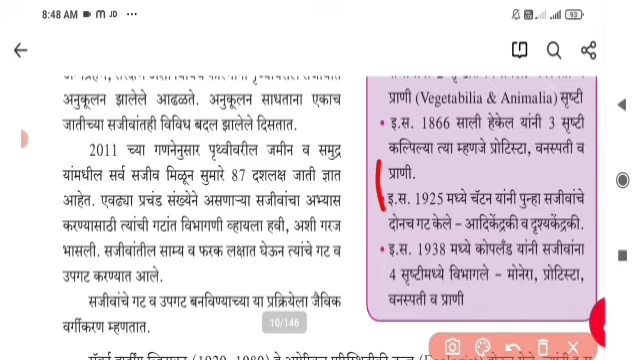 8:48 AM
m JD
93
अनुकूलन झालेले आढळते. अनुकूलन साधताना एकाच
जातीच्या सजीवांतही विविध बदल झालेले दिसतात.
2011 च्या गणनेनुसार पृथ्वीवरील जमीन व समुद्र
यांमधील सर्व सजीव मिळून सुमारे 87 दशलक्ष जाती ज्ञात
आहेत. एवढ्या प्रचंड संख्येने असणाऱ्या सजीवांचा अभ्यास
करण्यासाठी त्यांची गटांत विभागणी व्हायला हवी, अशी गरज
भासली. सजीवांतील साम्य व फरक लक्षात घेऊन त्यांचे गट व
उपगट करण्यात आले.
सजीवांचे गट व उपगट बनविण्याच्या या प्रक्रियेला जैविक
वर्गीकरण म्हणतात.
10/146
प्राणी (Vegetabilia & Animalia) सृष्टी
• इ.स. 1866 साली हेकेल यांनी 3 सृष्टी
कल्पिल्या त्या म्हणजे प्रोटिस्टा, वनस्पती व
प्राणी.
इ.स. 1925 मध्ये चॅटन यांनी पुन्हा सजीवांचे
दोनच गट केले - आदिकेंद्रकी व दृश्यकेंद्रकी.
• इ.स. 1938 मध्ये कोपलँड यांनी सजीवांना
4 सृष्टीमध्ये विभागले - मोनेरा, प्रोटिस्टा,
वनस्पती व प्राणी